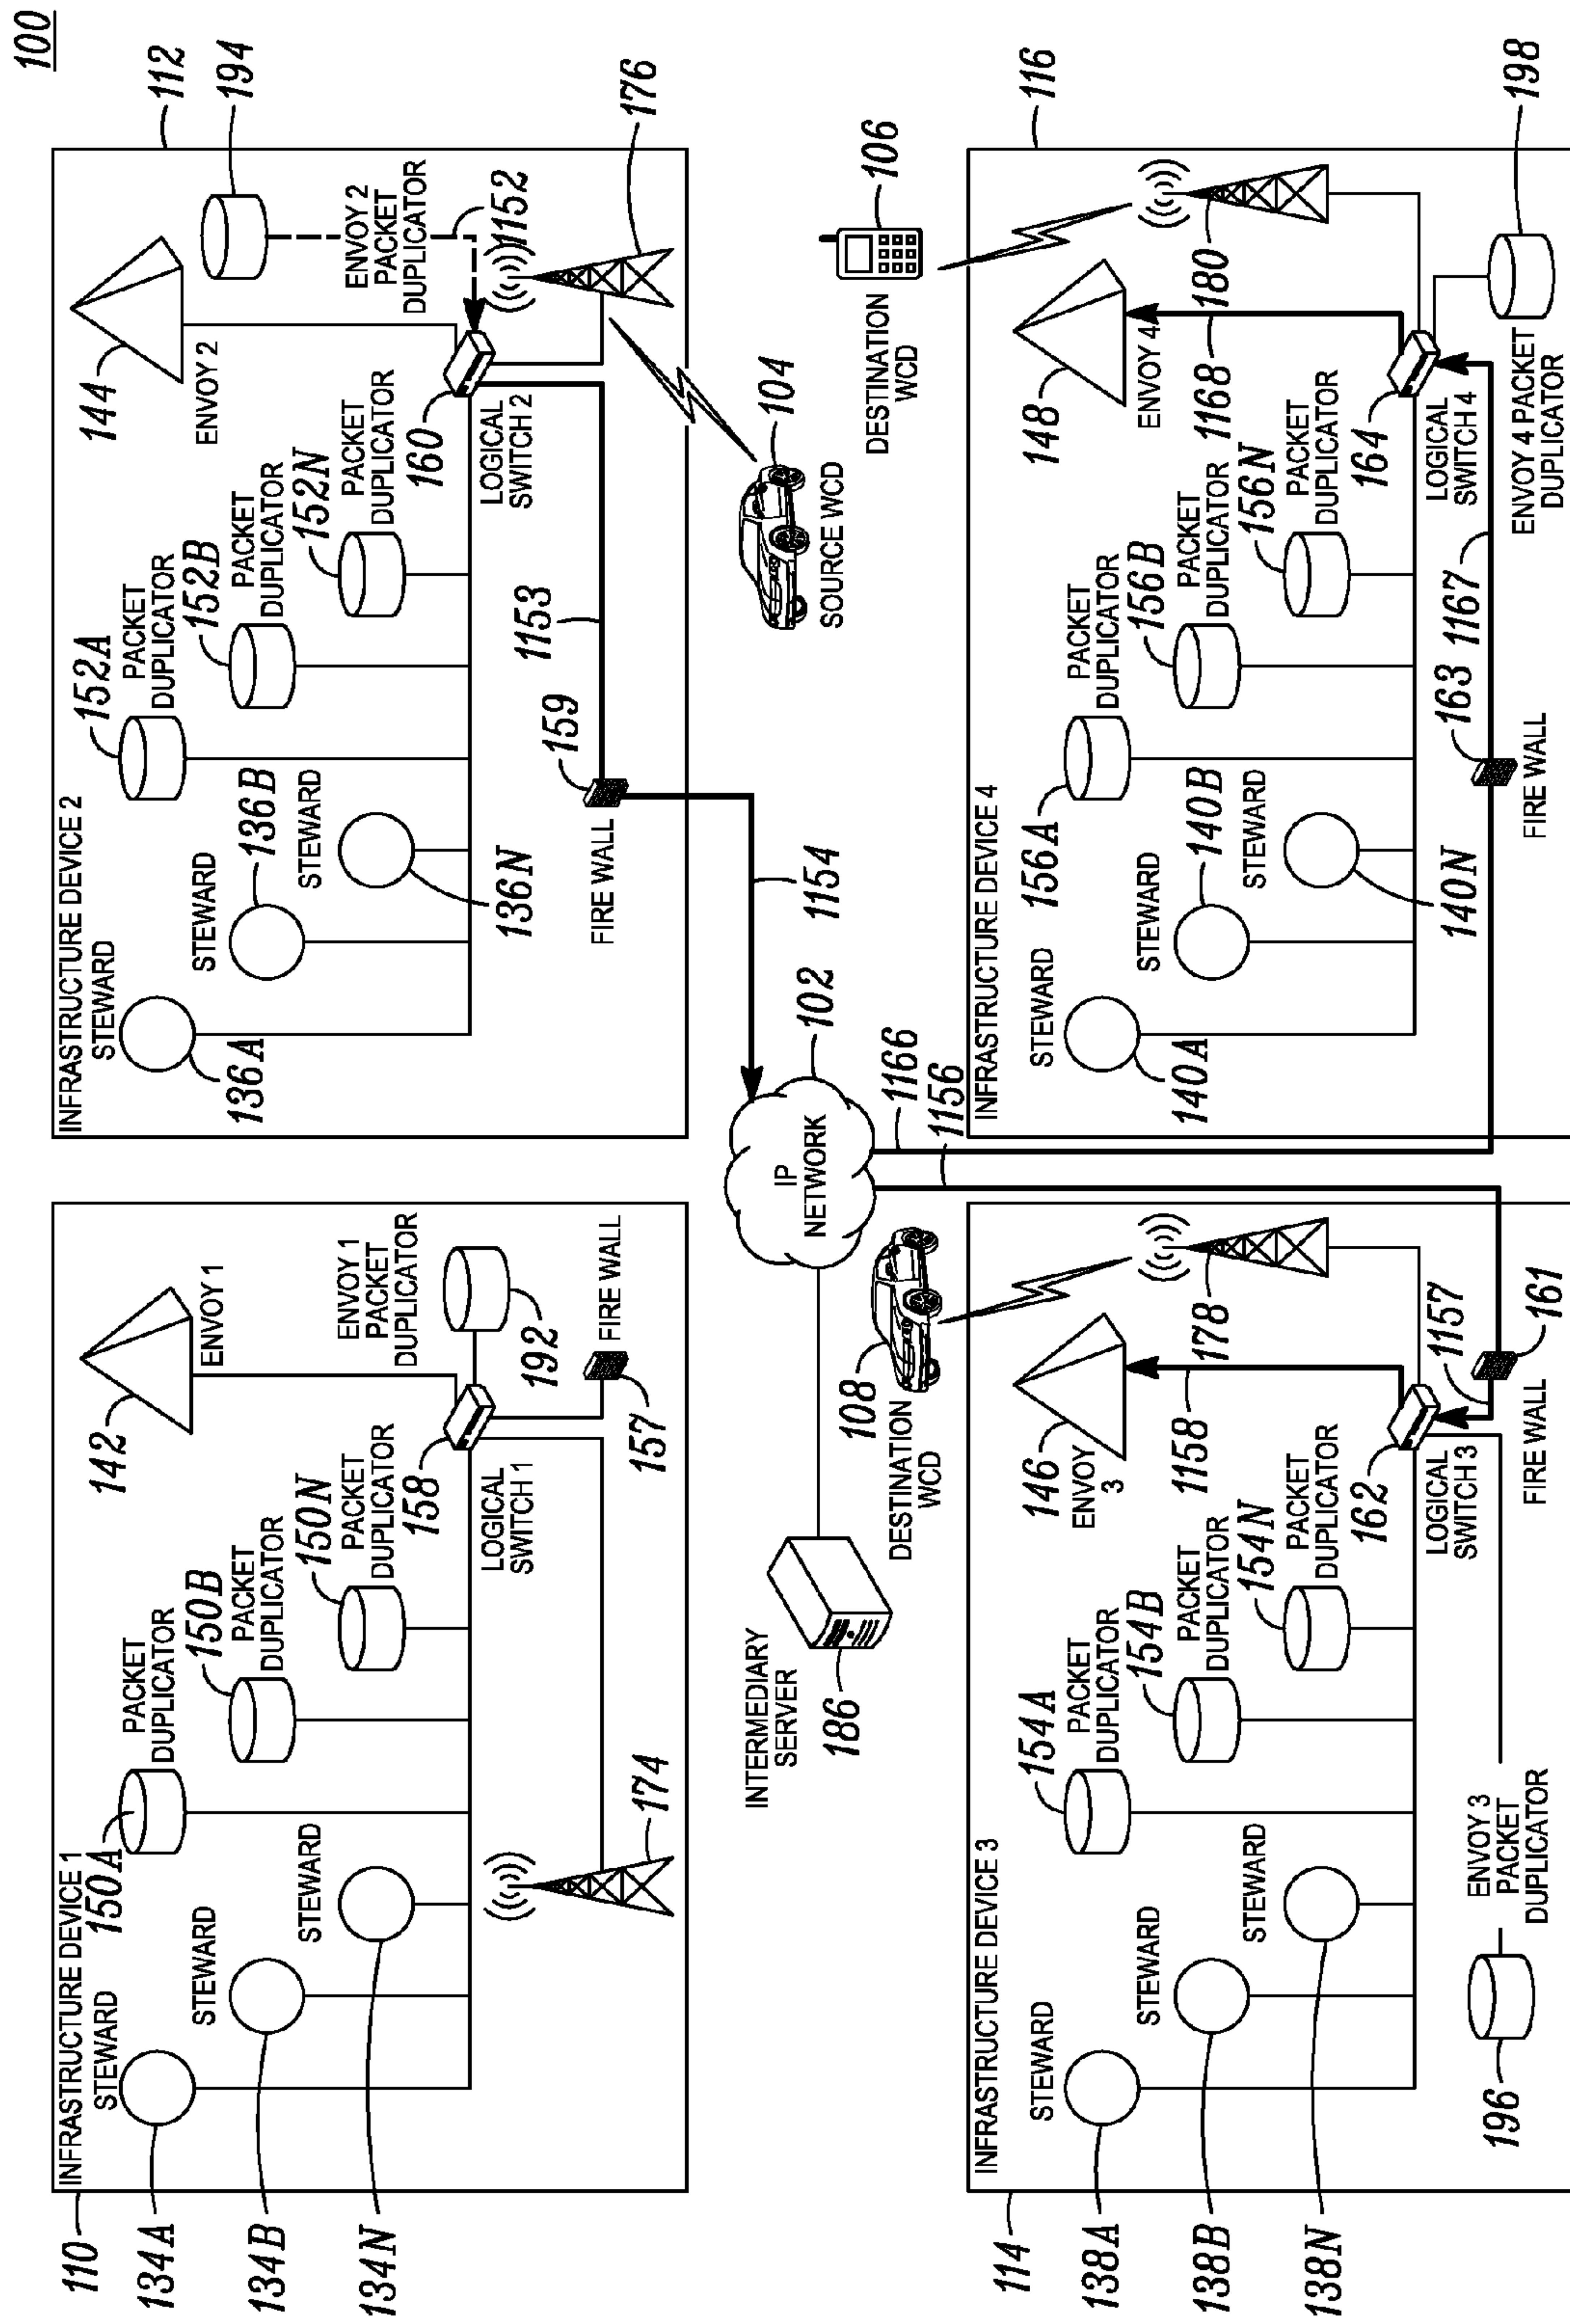 100
INFRASTRUCTURE DEVICE 1
110
STEWARD
134A
STEWARD
134B
STEWARD
134N
150A
PACKET
DUPLICATOR
150B
PACKET
DUPLICATOR
150N
PACKET
DUPLICATOR
142
ENVOY 1
158
LOGICAL
SWITCH 1
ENVOY 1
PACKET
DUPLICATOR
192
FIRE WALL
157
174
INFRASTRUCTURE DEVICE 2
112
STEWARD
136A
STEWARD
136B
STEWARD
136N
152A
PACKET
DUPLICATOR
152B
PACKET
DUPLICATOR
152N
PACKET
DUPLICATOR
144
ENVOY 2
194
ENVOY 2
PACKET
DUPLICATOR
1152
160
LOGICAL
SWITCH 2
176
1153
159
FIRE WALL
1154
INTERMEDIARY
SERVER
186
IP
NETWORK
102
SOURCE WCD
104
DESTINATION
WCD
106
108
DESTINATION
WCD
1166
1156
INFRASTRUCTURE DEVICE 3
114
STEWARD
138A
STEWARD
138B
STEWARD
138N
154A
PACKET
DUPLICATOR
154B
PACKET
DUPLICATOR
154N
PACKET
DUPLICATOR
146
ENVOY
3
1158
178
162
LOGICAL
SWITCH 3
1157
161
FIRE WALL
ENVOY 3
PACKET
DUPLICATOR
196
INFRASTRUCTURE DEVICE 4
116
STEWARD
140A
STEWARD
140B
STEWARD
140N
156A
PACKET
DUPLICATOR
156B
PACKET
DUPLICATOR
156N
PACKET
DUPLICATOR
148
ENVOY 4
1168
180
164
LOGICAL
SWITCH 4
163
FIRE WALL
1167
ENVOY 4 PACKET
DUPLICATOR
198